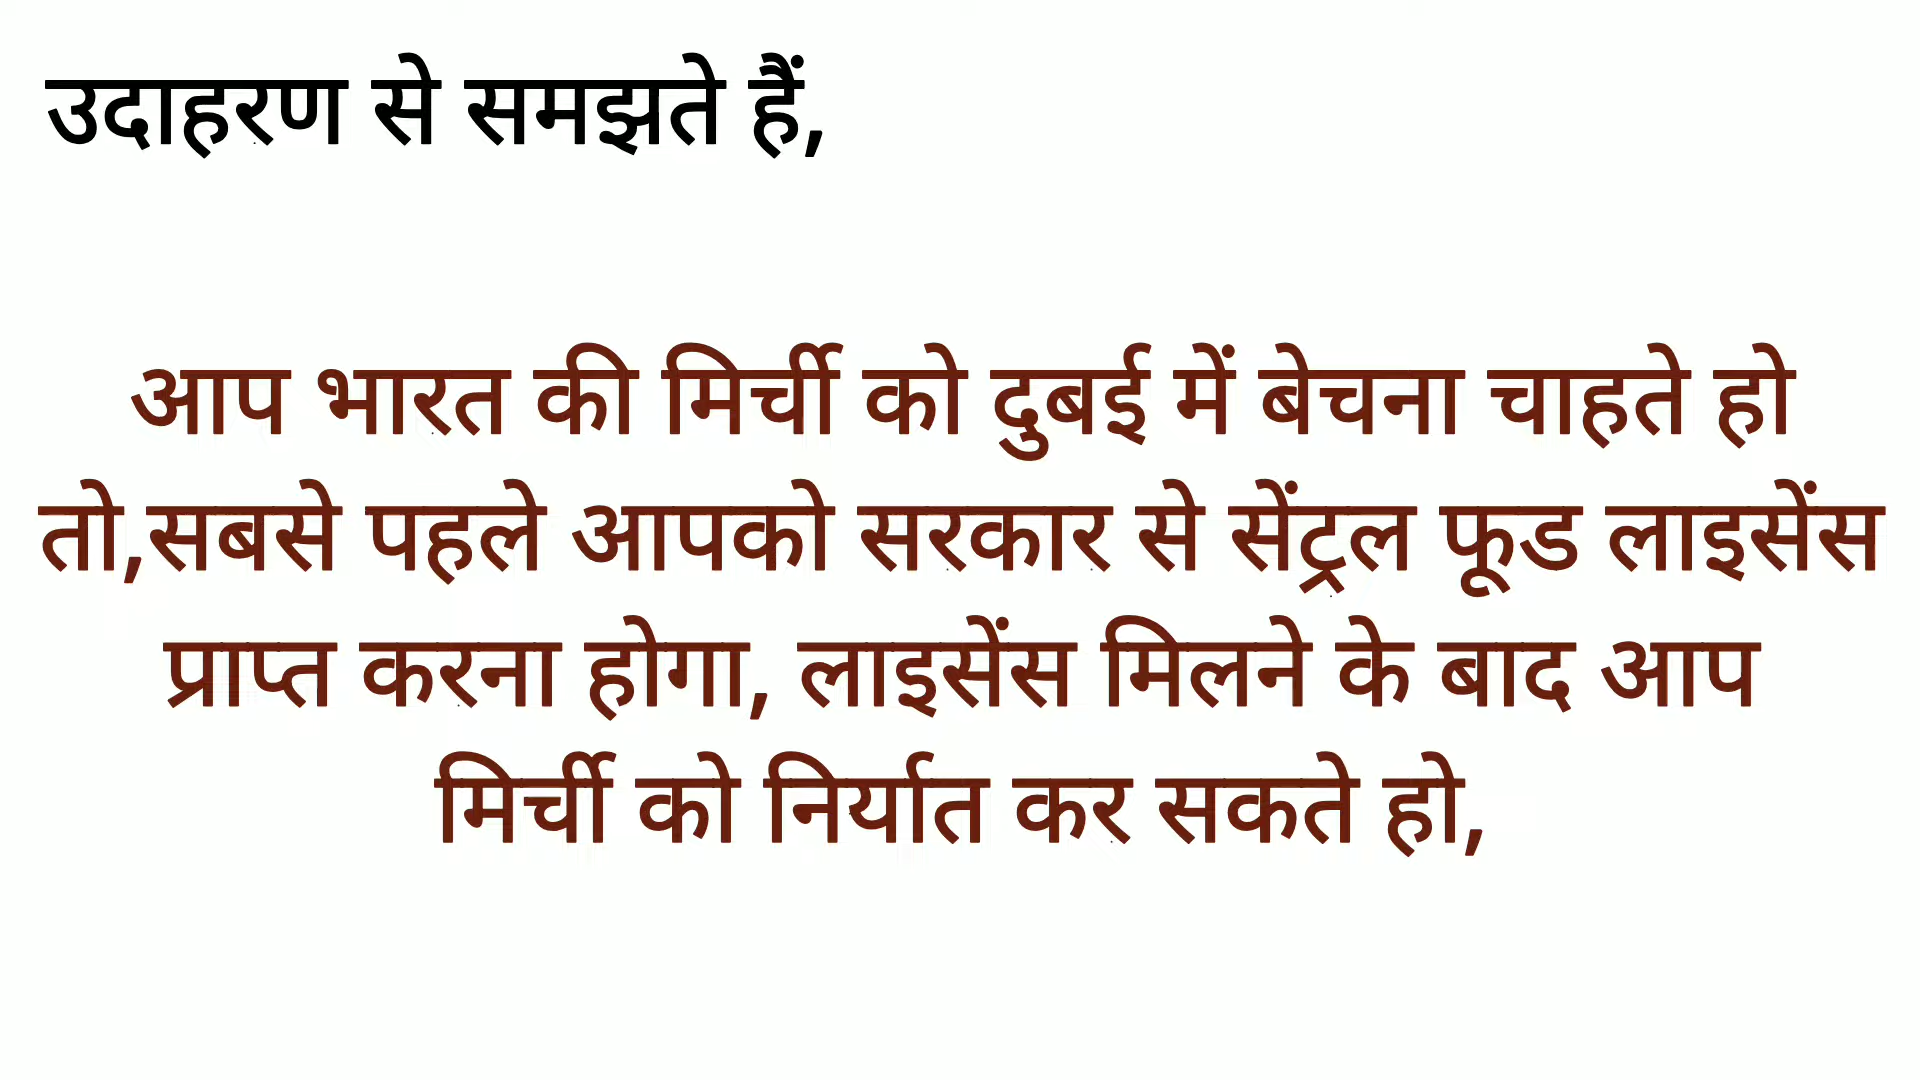 उदाहरण से समझते हैं,
आप भारत की मिर्ची को दुबई में बेचना चाहते हो
तो,सबसे पहले आपको सरकार से सेंट्रल फूड लाइसेंस
प्राप्त करना होगा, लाइसेंस मिलने के बाद आप
मिर्ची को निर्यात कर सकते हो,